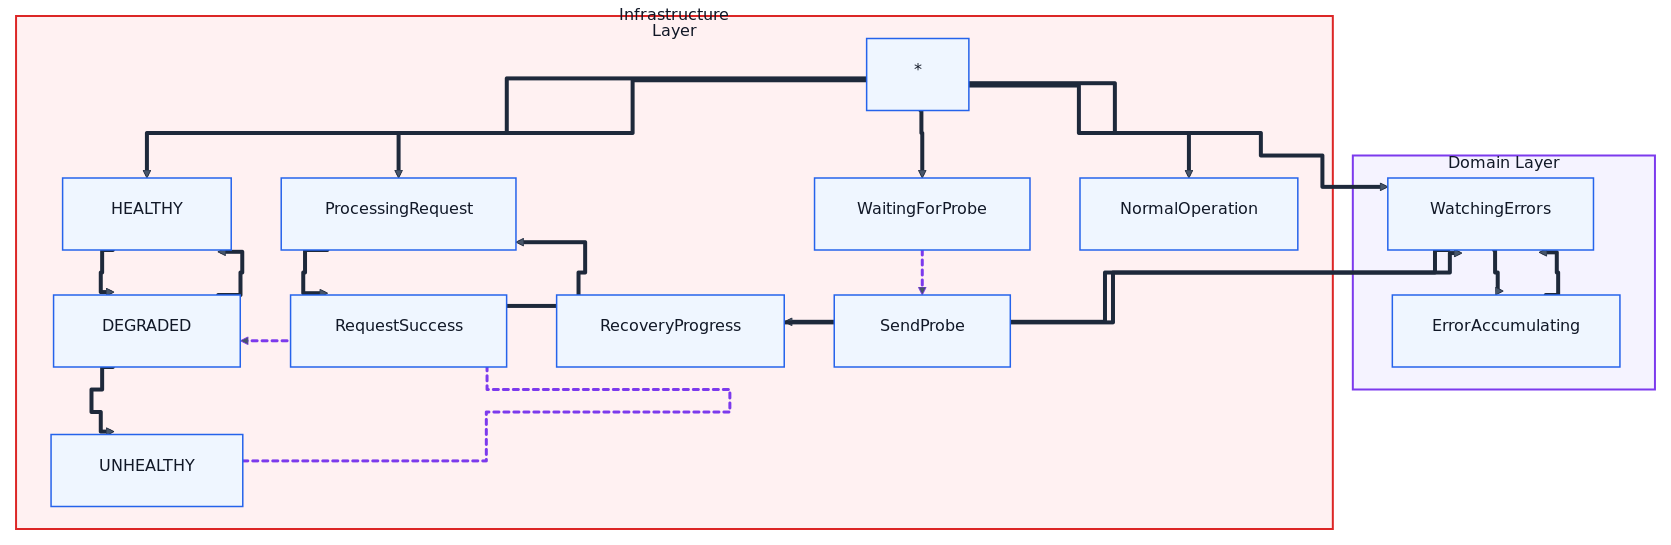 Infrastructure
Layer
*
Domain Layer
HEALTHY
ProcessingRequest
WaitingForProbe
NormalOperation
WatchingErrors
DEGRADED
RequestSuccess
RecoveryProgress
SendProbe
ErrorAccumulating
UNHEALTHY